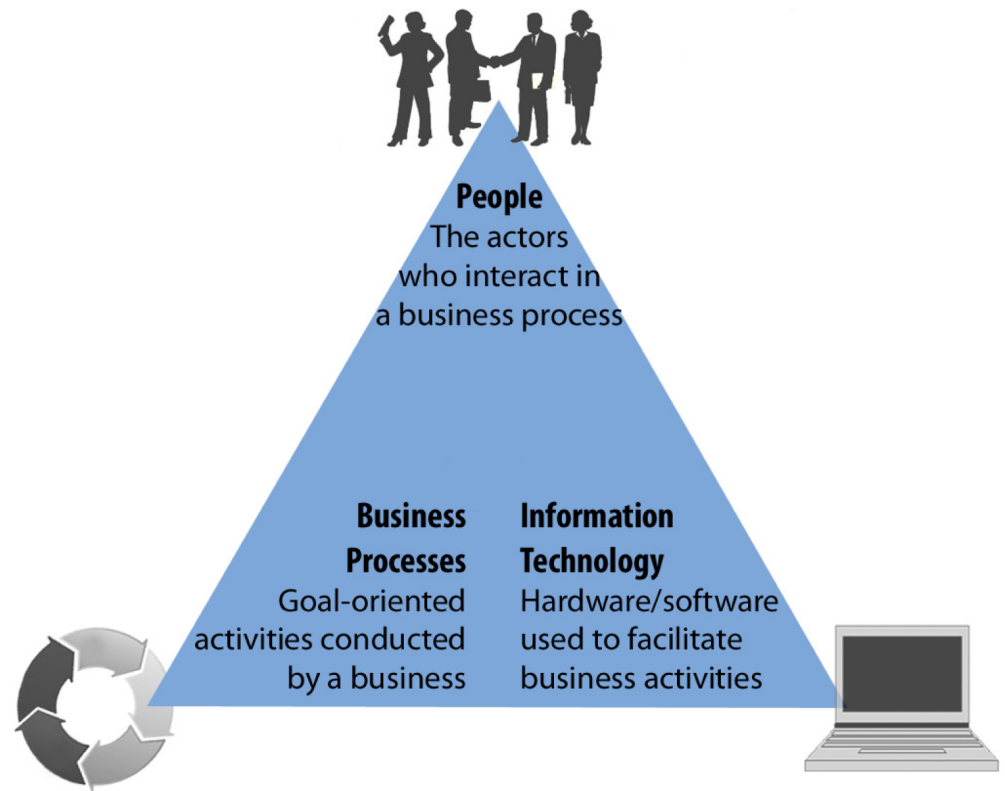 People
The actors
who interact in
a business process
Business
Processes
Goal-oriented
activities conducted
by a business
Information
Technology
Hardware/software
used to facilitate
business activities